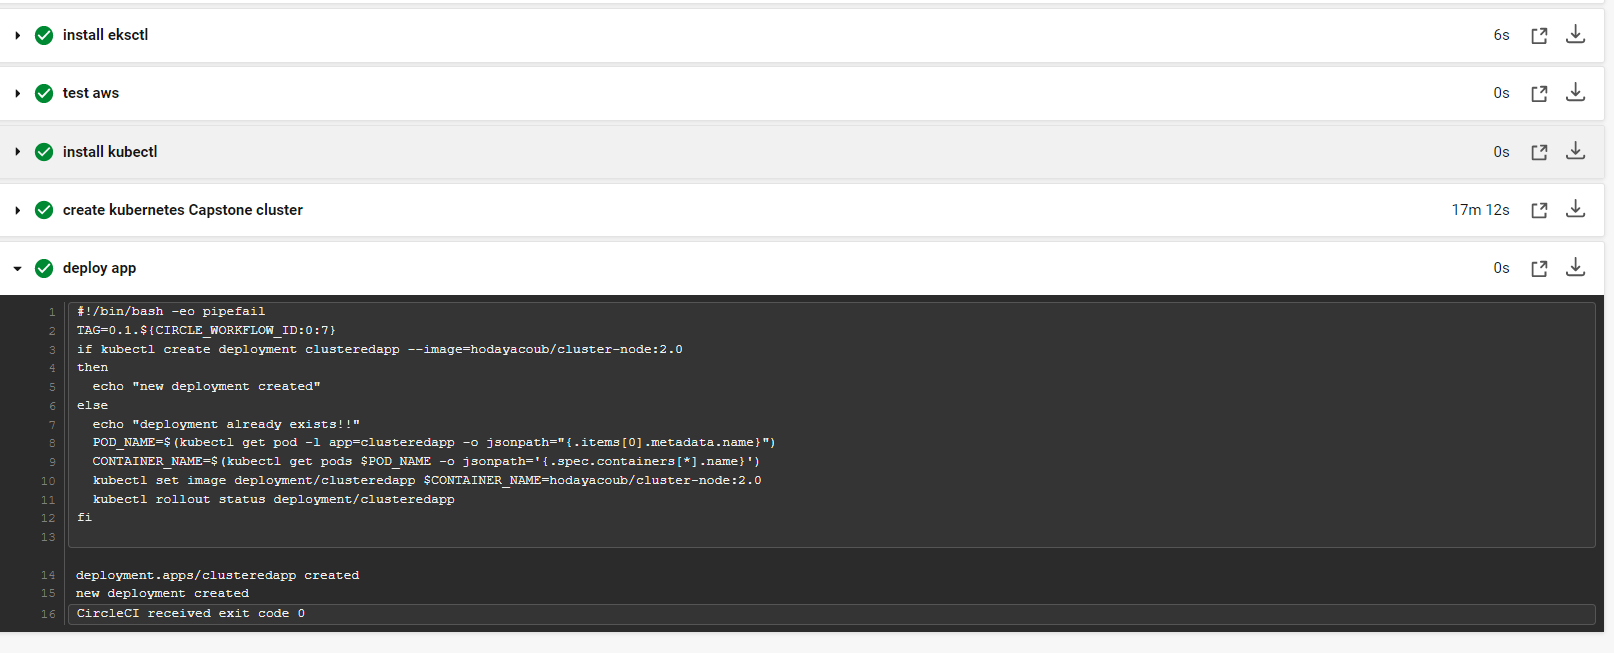 install eksctl 6s
test aws 0s
install kubectl 0s
create kubernetes Capstone cluster 17m 12s
deploy app 0s
1 #!/bin/bash -eo pipefail
2 TAG=0.1.${CIRCLE_WORKFLOW_ID:0:7}
3 if kubectl create deployment clusteredapp --image=hodayacoub/cluster-node:2.0
4 then
5   echo "new deployment created"
6 else
7   echo "deployment already exists!!"
8   POD_NAME=$(kubectl get pod -l app=clusteredapp -o jsonpath="{.items[0].metadata.name}")
9   CONTAINER_NAME=$(kubectl get pods $POD_NAME -o jsonpath='{.spec.containers[*].name}')
10   kubectl set image deployment/clusteredapp $CONTAINER_NAME=hodayacoub/cluster-node:2.0
11   kubectl rollout status deployment/clusteredapp
12 fi
13
14 deployment.apps/clusteredapp created
15 new deployment created
16 CircleCI received exit code 0